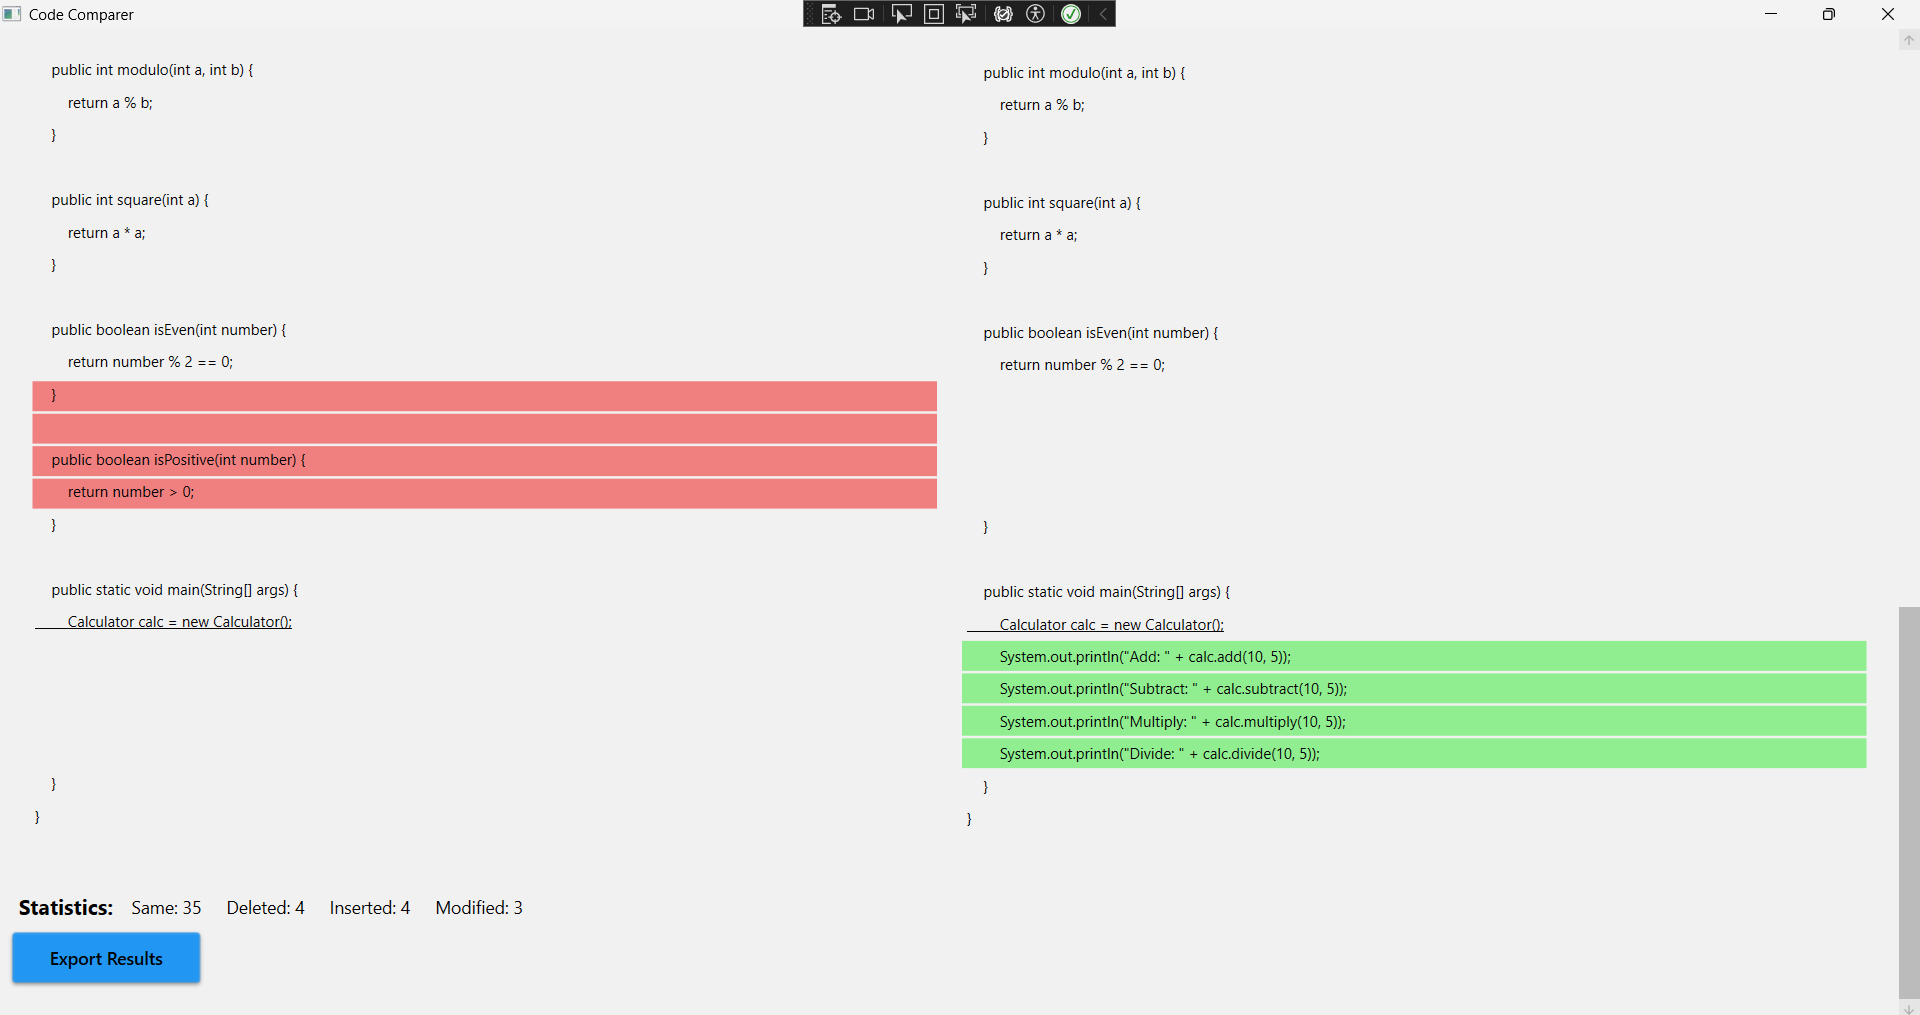 Code Comparer
public int modulo(int a, int b) {
return a % b;
}
public int square(int a) {
return a * a;
}
public boolean isEven(int number) {
return number % 2 == 0;
}
public boolean isPositive(int number) {
return number > 0;
}
public static void main(String[] args) {
Calculator calc = new Calculator();
}
}
public int modulo(int a, int b) {
return a % b;
}
public int square(int a) {
return a * a;
}
public boolean isEven(int number) {
return number % 2 == 0;
}
public static void main(String[] args) {
Calculator calc = new Calculator();
System.out.println("Add: " + calc.add(10, 5));
System.out.println("Subtract: " + calc.subtract(10, 5));
System.out.println("Multiply: " + calc.multiply(10, 5));
System.out.println("Divide: " + calc.divide(10, 5));
}
}
Statistics: Same: 35 Deleted: 4 Inserted: 4 Modified: 3
Export Results